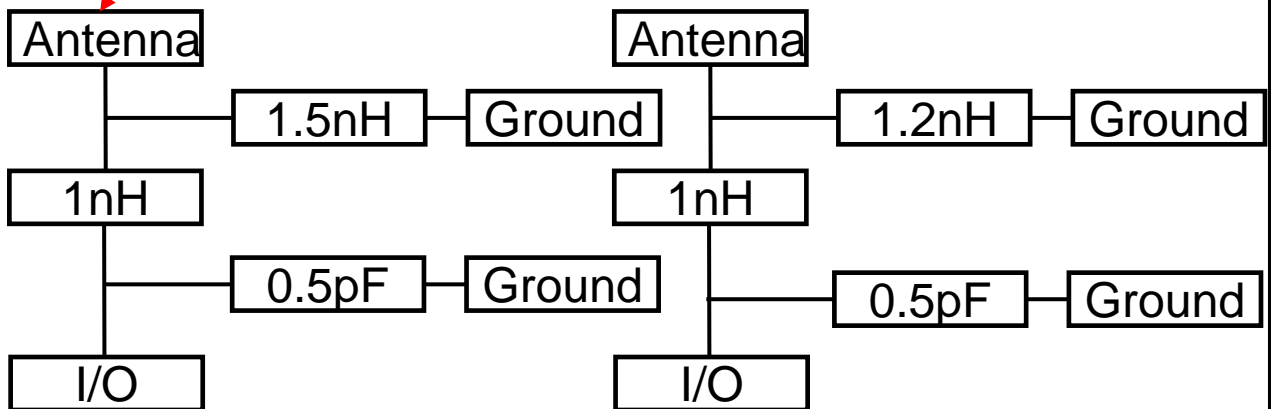 Antenna
1.5nH Ground
1nH
0.5pF Ground
I/O
Antenna
1.2nH Ground
1nH
0.5pF Ground
I/O